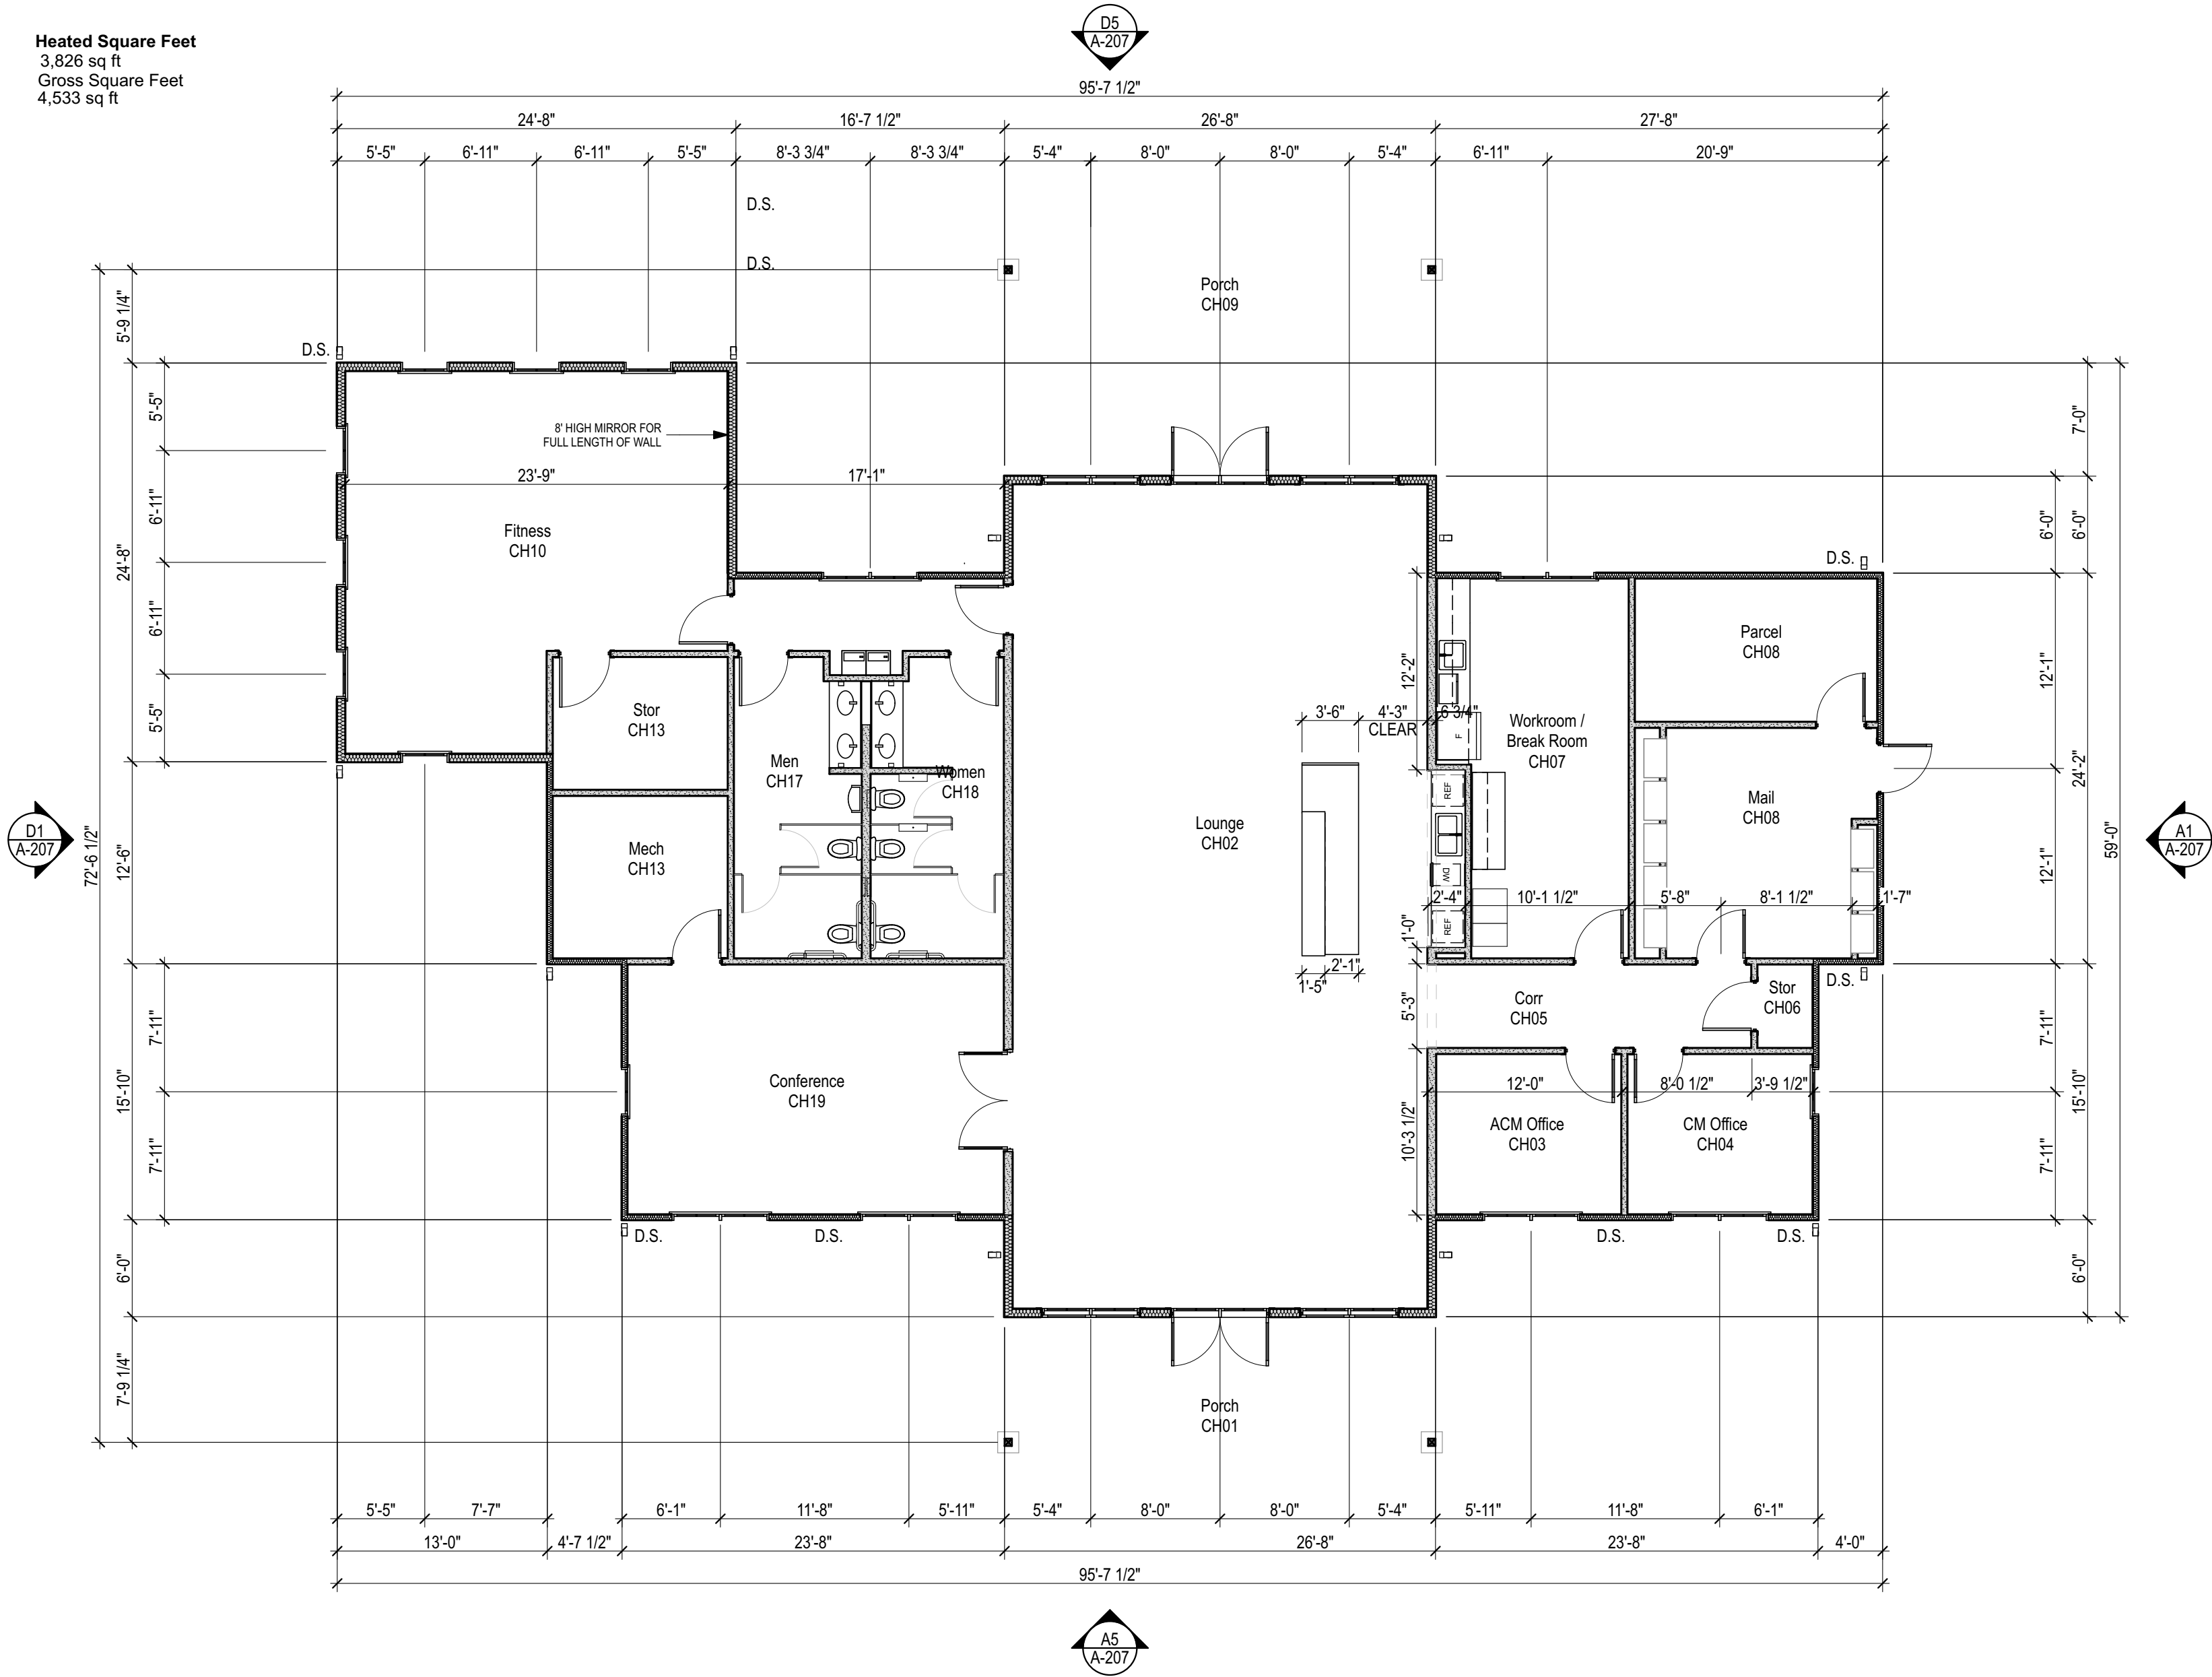 D5
A-207
Heated Square Feet
3,826 sq ft
Gross Square Feet
4,533 sq ft
95'-7 1/2"
24'-8" 16'-7 1/2" 26'-8" 27'-8"
5'-5" 6'-11" 6'-11" 5'-5" 8'-3 3/4" 8'-3 3/4" 5'-4" 8'-0" 8'-0" 5'-4" 6'-11" 20'-9"
D.S.
D.S.
Porch
CH09
5'-9 1/4"
D.S.
8' HIGH MIRROR FOR
FULL LENGTH OF WALL
23'-9" 17'-1"
5'-5"
6'-11"
24'-8"
6'-11"
5'-5"
7'-0"
6'-0" 6'-0"
Fitness
CH10
D.S.
12'-2"
Parcel
CH08
12'-1"
Stor
CH13
3'-6" 4'-3" 6 3/4"
CLEAR
F
Workroom /
Break Room
CH07
Men
CH17
Women
CH18
REF
Mail
CH08
24'-2"
D1
A-207
72'-6 1/2"
12'-6"
Mech
CH13
Lounge
CH02
DW
12'-1"
59'-0"
A1
A-207
2'-4" 10'-1 1/2" 5'-8" 8'-1 1/2" 1'-7"
REF
1'-0"
2'-1"
1'-5"
D.S.
Corr
CH05
Stor
CH06
5'-3"
7'-11"
7'-11"
15'-10"
7'-11"
Conference
CH19
12'-0" 8'-0 1/2" 3'-9 1/2"
10'-3 1/2"
ACM Office
CH03
CM Office
CH04
15'-10"
7'-11"
D.S. D.S. D.S. D.S.
6'-0" 6'-0"
7'-9 1/4"
Porch
CH01
5'-5" 7'-7" 6'-1" 11'-8" 5'-11" 5'-4" 8'-0" 8'-0" 5'-4" 5'-11" 11'-8" 6'-1"
13'-0" 4'-7 1/2" 23'-8" 26'-8" 23'-8" 4'-0"
95'-7 1/2"
A5
A-207